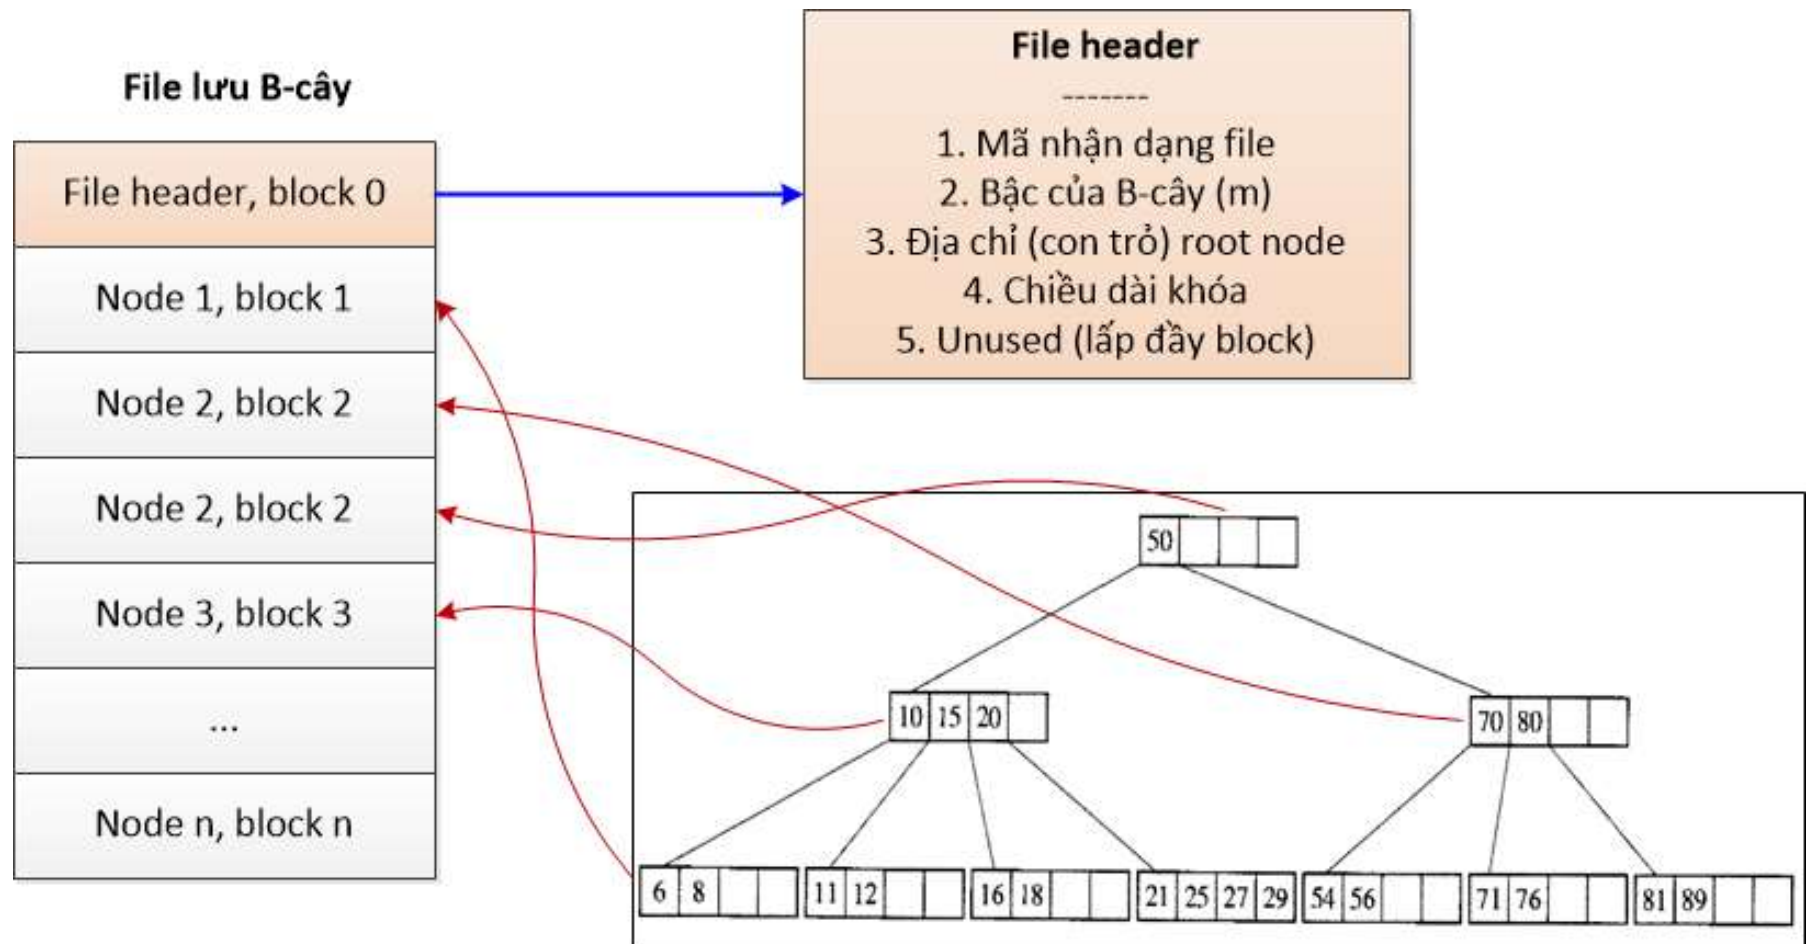 File lưu B-cây
File header, block 0
Node 1, block 1
Node 2, block 2
Node 2, block 2
Node 3, block 3
...
Node n, block n
File header
-------
1. Mã nhận dạng file
2. Bậc của B-cây (m)
3. Địa chỉ (con trỏ) root node
4. Chiều dài khóa
5. Unused (lấp đầy block)
50
10 15 20
70 80
6 8
11 12
16 18
21 25 27 29
54 56
71 76
81 89